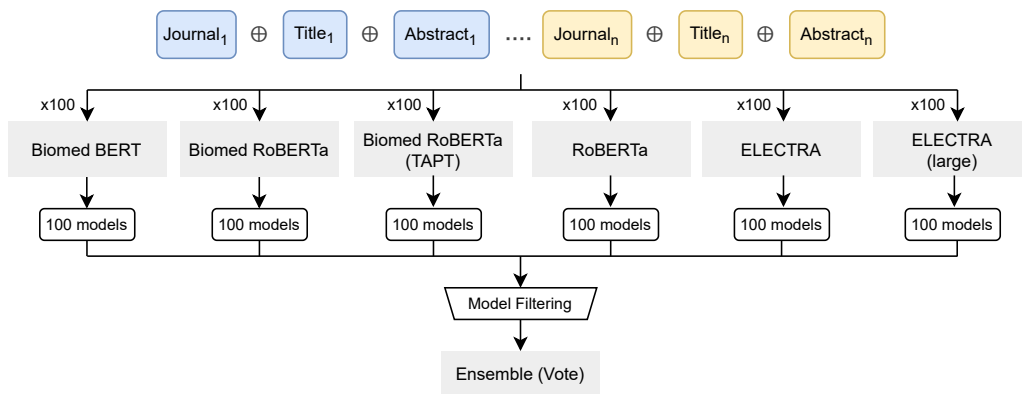 Journal1 ⊕ Title1 ⊕ Abstract1 .... Journaln ⊕ Titlen ⊕ Abstractn
x100 x100 x100 x100 x100 x100
Biomed BERT
Biomed RoBERTa
Biomed RoBERTa
(TAPT)
RoBERTa
ELECTRA
ELECTRA
(large)
100 models 100 models 100 models 100 models 100 models 100 models
Model Filtering
Ensemble (Vote)